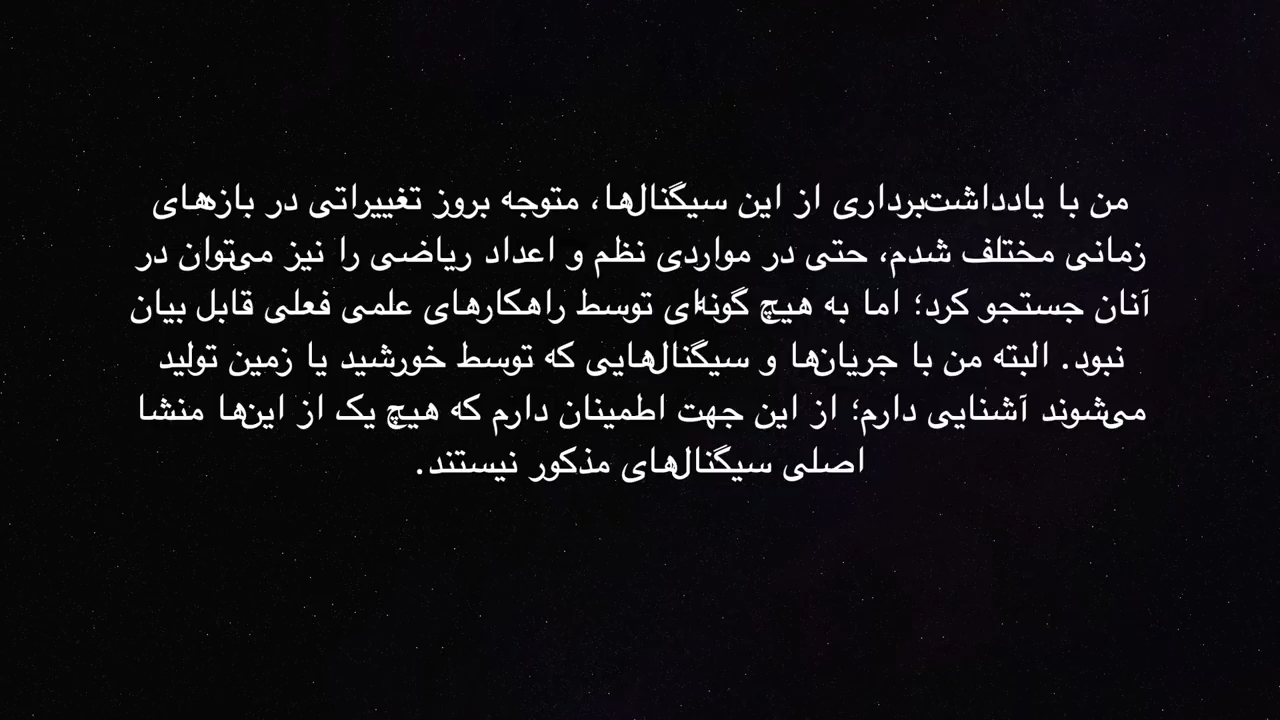 من با یادداشت‌برداری از این سیگنال‌ها، متوجه بروز تغییراتی در بازه‌های
زمانی مختلف شدم، حتی در مواردی نظم و اعداد ریاضی را نیز می‌توان در
آنان جستجو کرد؛ اما به هیچ گونه‌ای توسط راهکارهای علمی فعلی قابل بیان
نبود. البته من با جریان‌ها و سیگنال‌هایی که توسط خورشید یا زمین تولید
می‌شوند آشنایی دارم؛ از این جهت اطمینان دارم که هیچ یک از این‌ها منشا
اصلی سیگنال‌های مذکور نیستند.